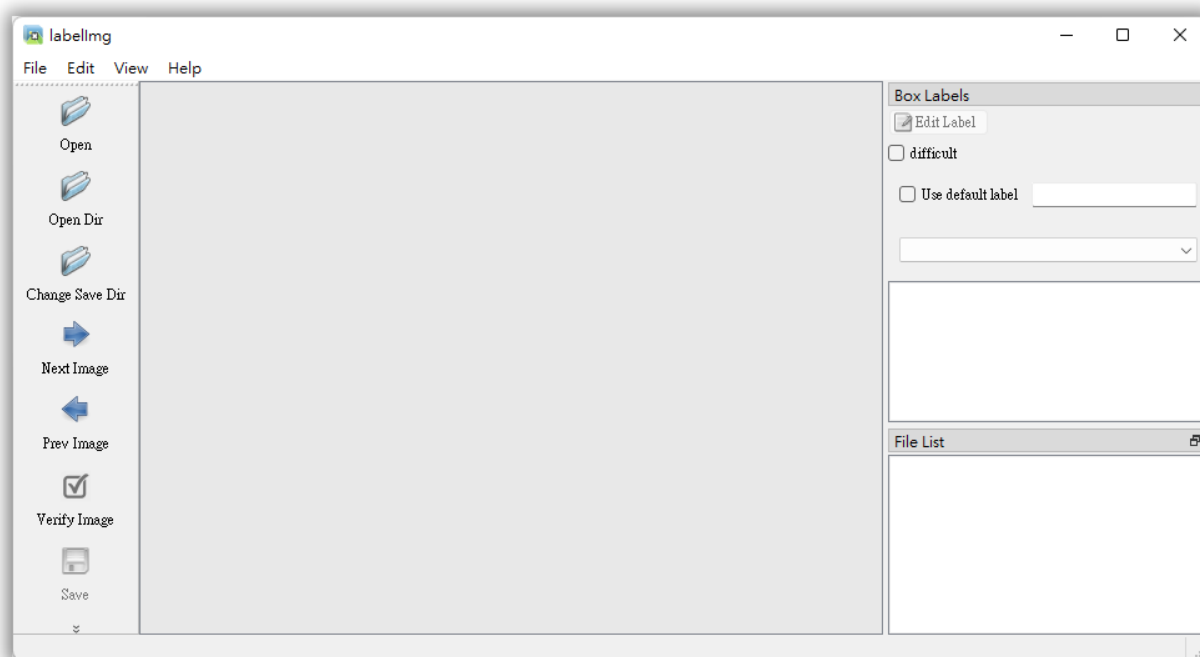 labelImg
File Edit View Help
Open
Open Dir
Change Save Dir
Next Image
Prev Image
Verify Image
Save
Box Labels
Edit Label
difficult
Use default label
File List